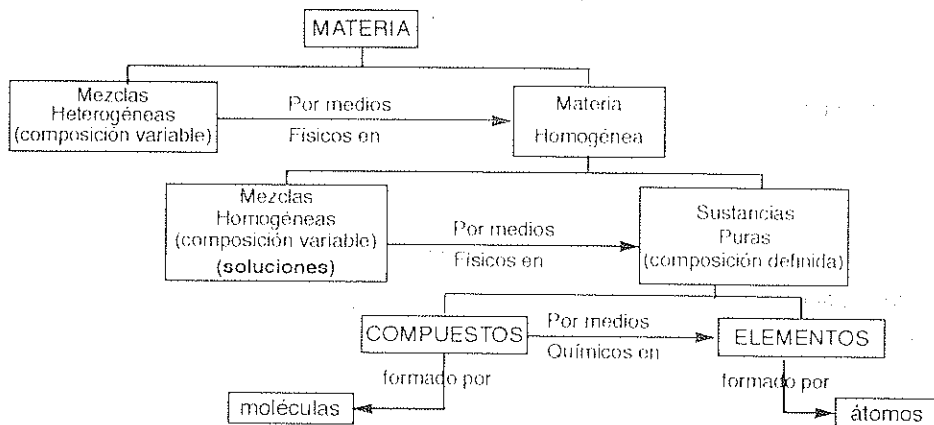 MATERIA
Mezclas
Heterogéneas
(composición variable)
Por medios
Físicos en
Materia
Homogénea
Mezclas
Homogéneas
(composición variable)
(soluciones)
Por medios
Físicos en
Sustancias
Puras
(composición definida)
COMPUESTOS
Por medios
Químicos en
ELEMENTOS
formado por
formado por
moléculas
átomos